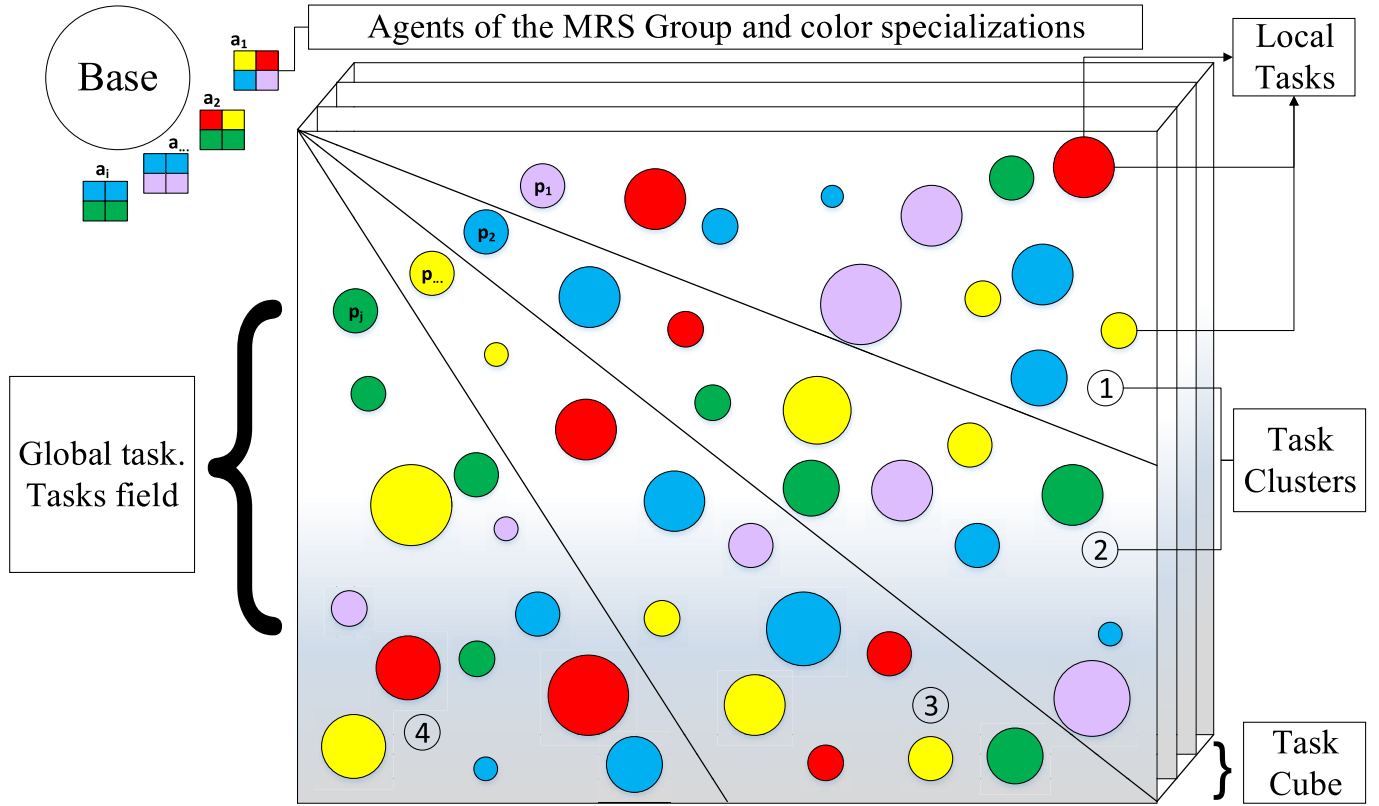 Agents of the MRS Group and color specializations
Local
Tasks
Base
a1
a2
a...
ai
p1
p2
p...
pj
Global task.
Tasks field
1
Task
Clusters
2
3
4
Task
Cube